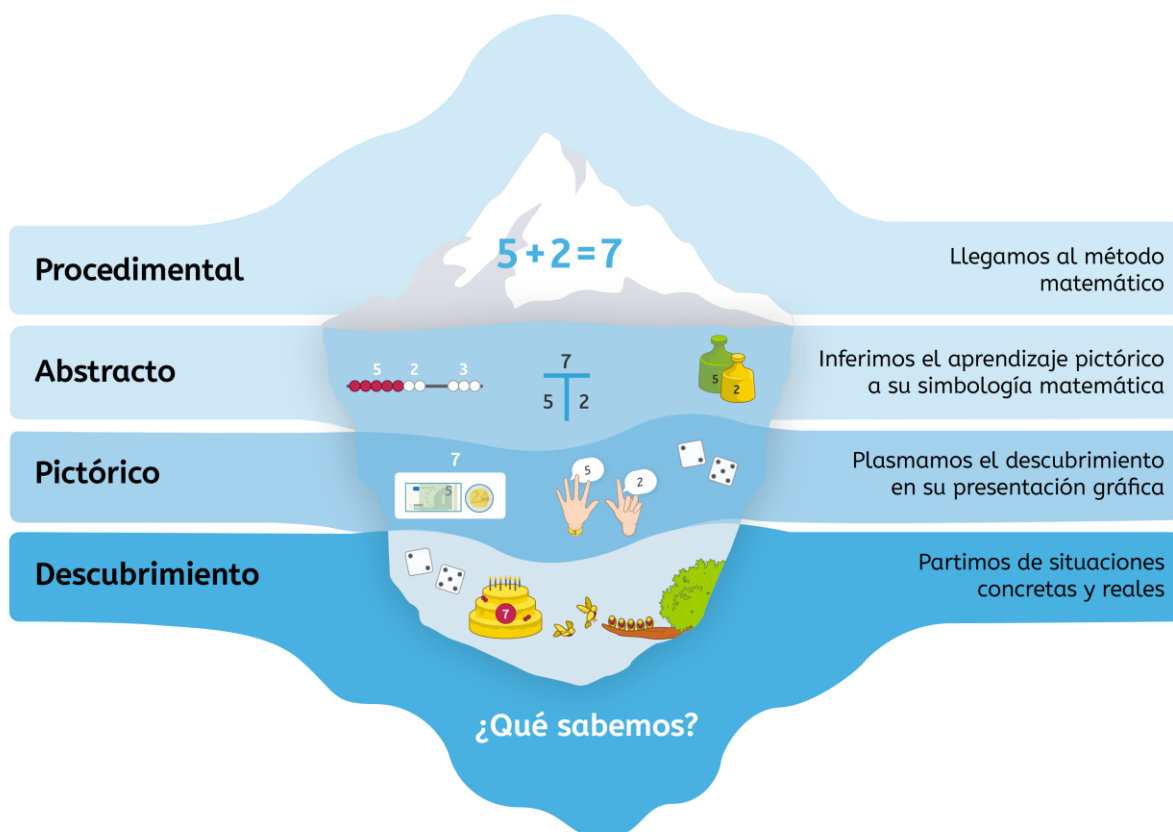 5+2=7
Procedimental
Llegamos al método
matemático
Abstracto
5 2 3
7
5 2
5
2
Inferimos el aprendizaje pictórico
a su simbología matemática
Pictórico
7
5
2
5
2
Plasmamos el descubrimiento
en su presentación gráfica
Descubrimiento
7
Partimos de situaciones
concretas y reales
¿Qué sabemos?